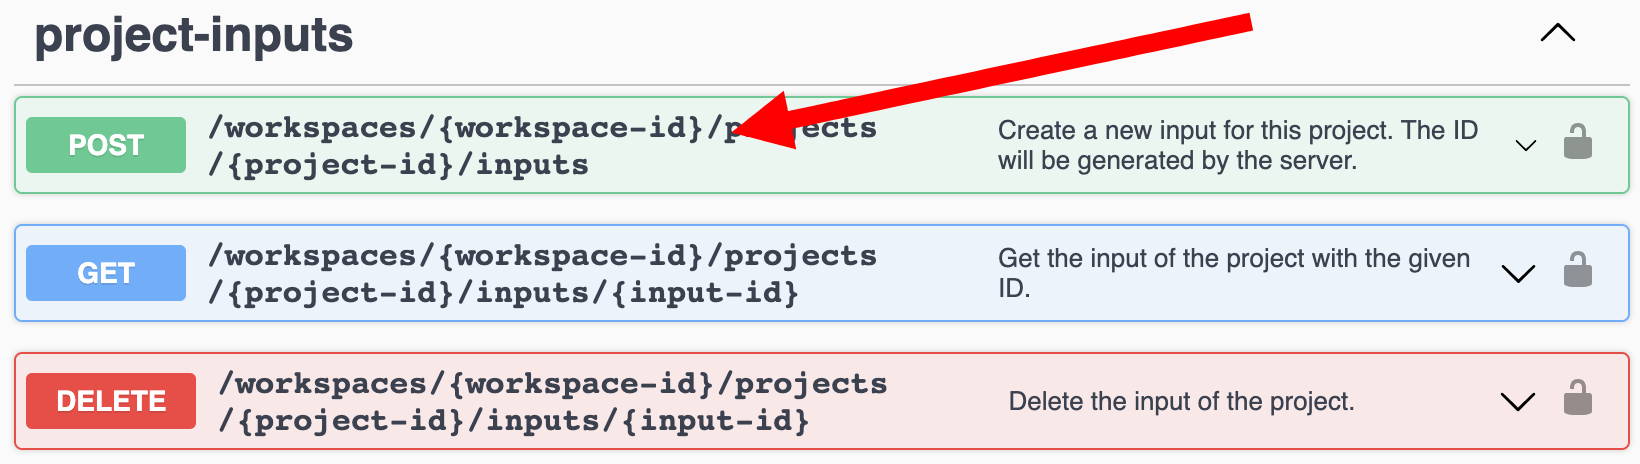 project-inputs
POST
/workspaces/{workspace-id}/projects
/{project-id}/inputs
Create a new input for this project. The ID
will be generated by the server.
GET
/workspaces/{workspace-id}/projects
/{project-id}/inputs/{input-id}
Get the input of the project with the given
ID.
DELETE
/workspaces/{workspace-id}/projects
/{project-id}/inputs/{input-id}
Delete the input of the project.